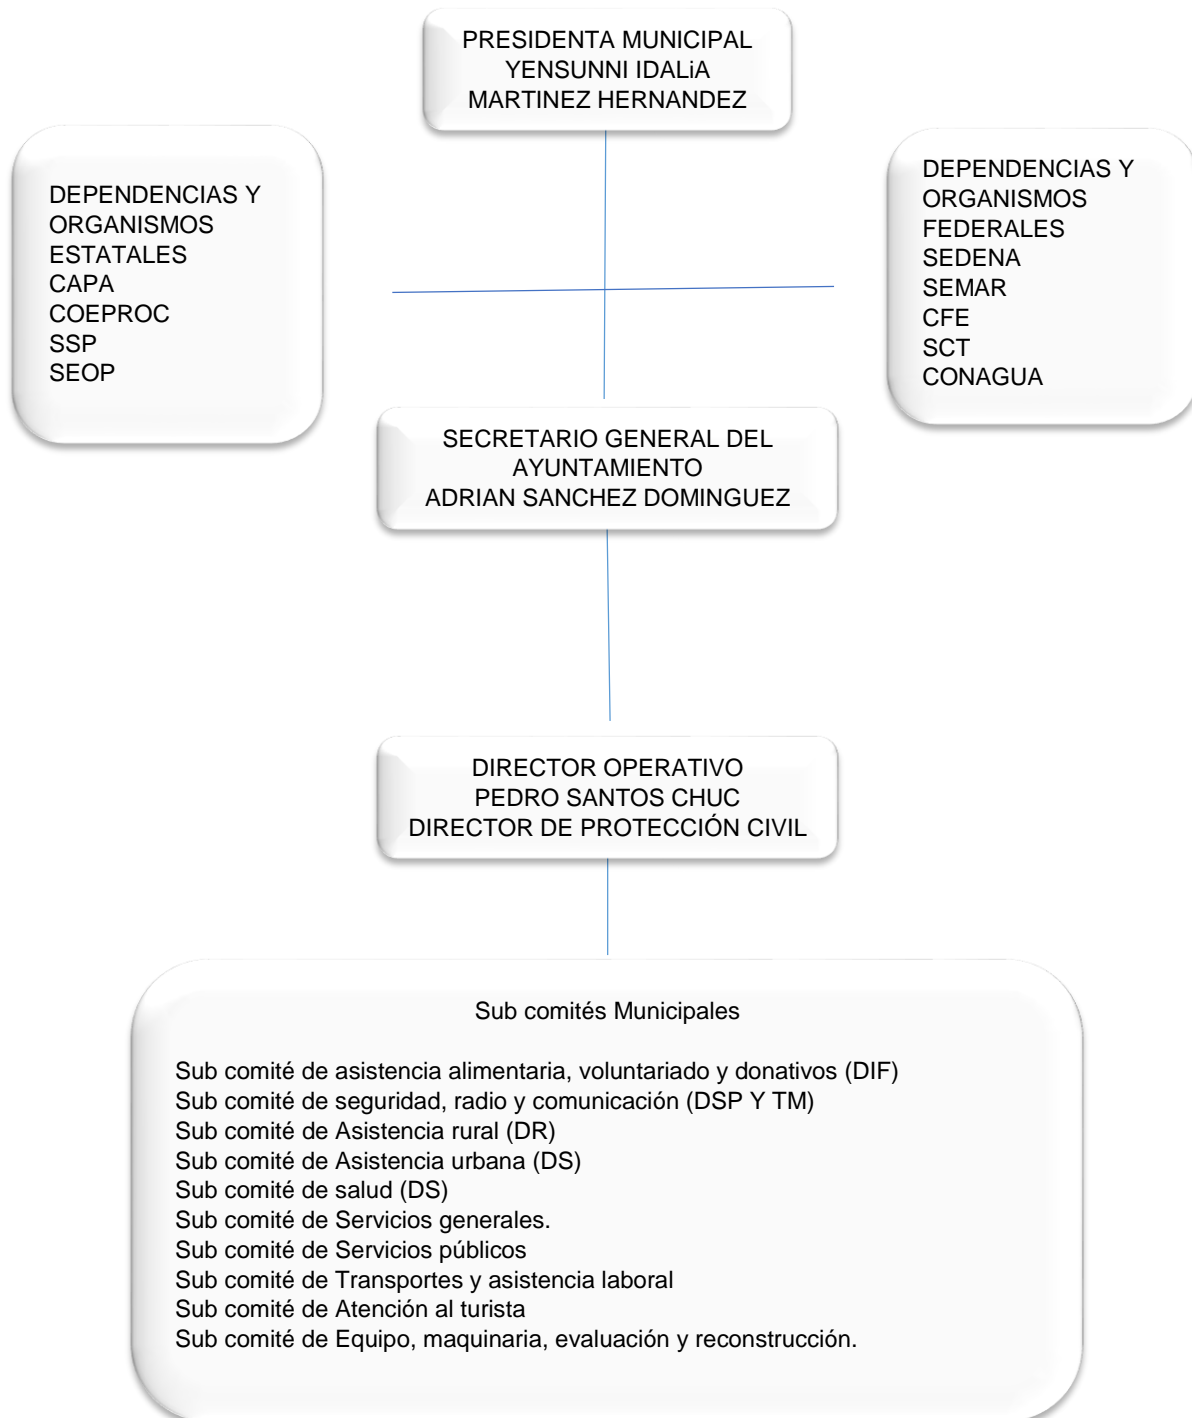 PRESIDENTA MUNICIPAL
YENSUNNI IDALiA
MARTINEZ HERNANDEZ
DEPENDENCIAS Y
ORGANISMOS
ESTATALES
CAPA
COEPROC
SSP
SEOP
DEPENDENCIAS Y
ORGANISMOS
FEDERALES
SEDENA
SEMAR
CFE
SCT
CONAGUA
SECRETARIO GENERAL DEL
AYUNTAMIENTO
ADRIAN SANCHEZ DOMINGUEZ
DIRECTOR OPERATIVO
PEDRO SANTOS CHUC
DIRECTOR DE PROTECCIÓN CIVIL
Sub comités Municipales
Sub comité de asistencia alimentaria, voluntariado y donativos (DIF)
Sub comité de seguridad, radio y comunicación (DSP Y TM)
Sub comité de Asistencia rural (DR)
Sub comité de Asistencia urbana (DS)
Sub comité de salud (DS)
Sub comité de Servicios generales.
Sub comité de Servicios públicos
Sub comité de Transportes y asistencia laboral
Sub comité de Atención al turista
Sub comité de Equipo, maquinaria, evaluación y reconstrucción.